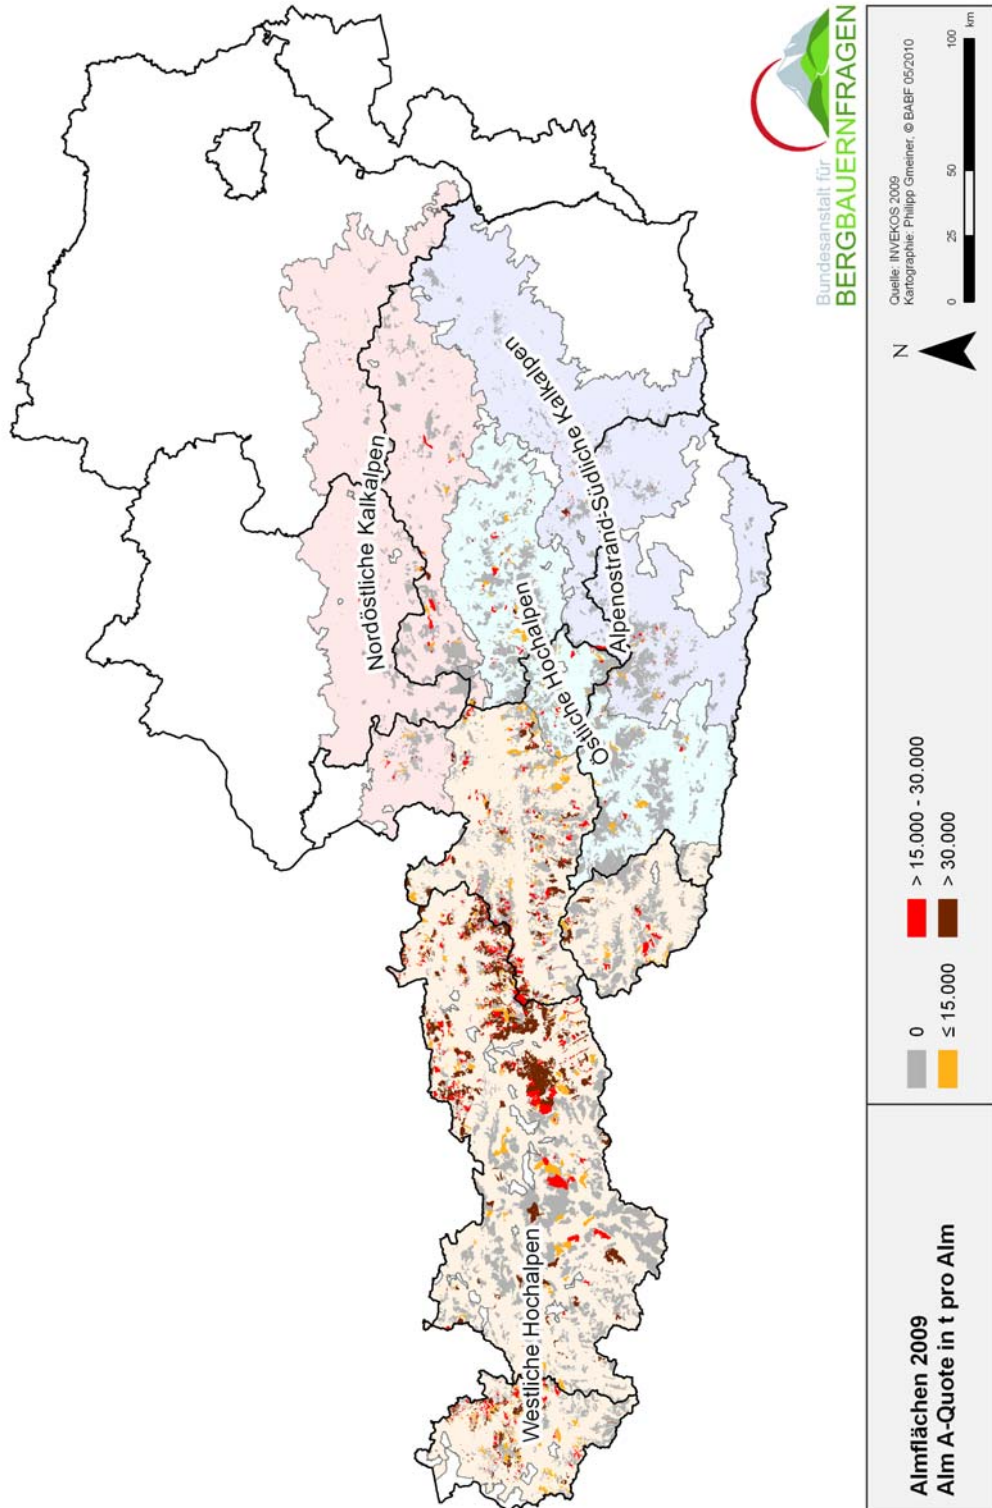 Nordöstliche Kalkalpen
Alpenostrand-Südliche Kalkalpen
Östliche Hochalpen
Westliche Hochalpen
Bundesanstalt für
BERGBAUERNFRAGEN
Almflächen 2009
Alm A-Quote in t pro Alm
0
≤ 15.000
> 15.000 - 30.000
> 30.000
N
Quelle: INVEKOS 2009
Kartographie: Philipp Gmeiner, © BABF 05/2010
0 25 50 100
km